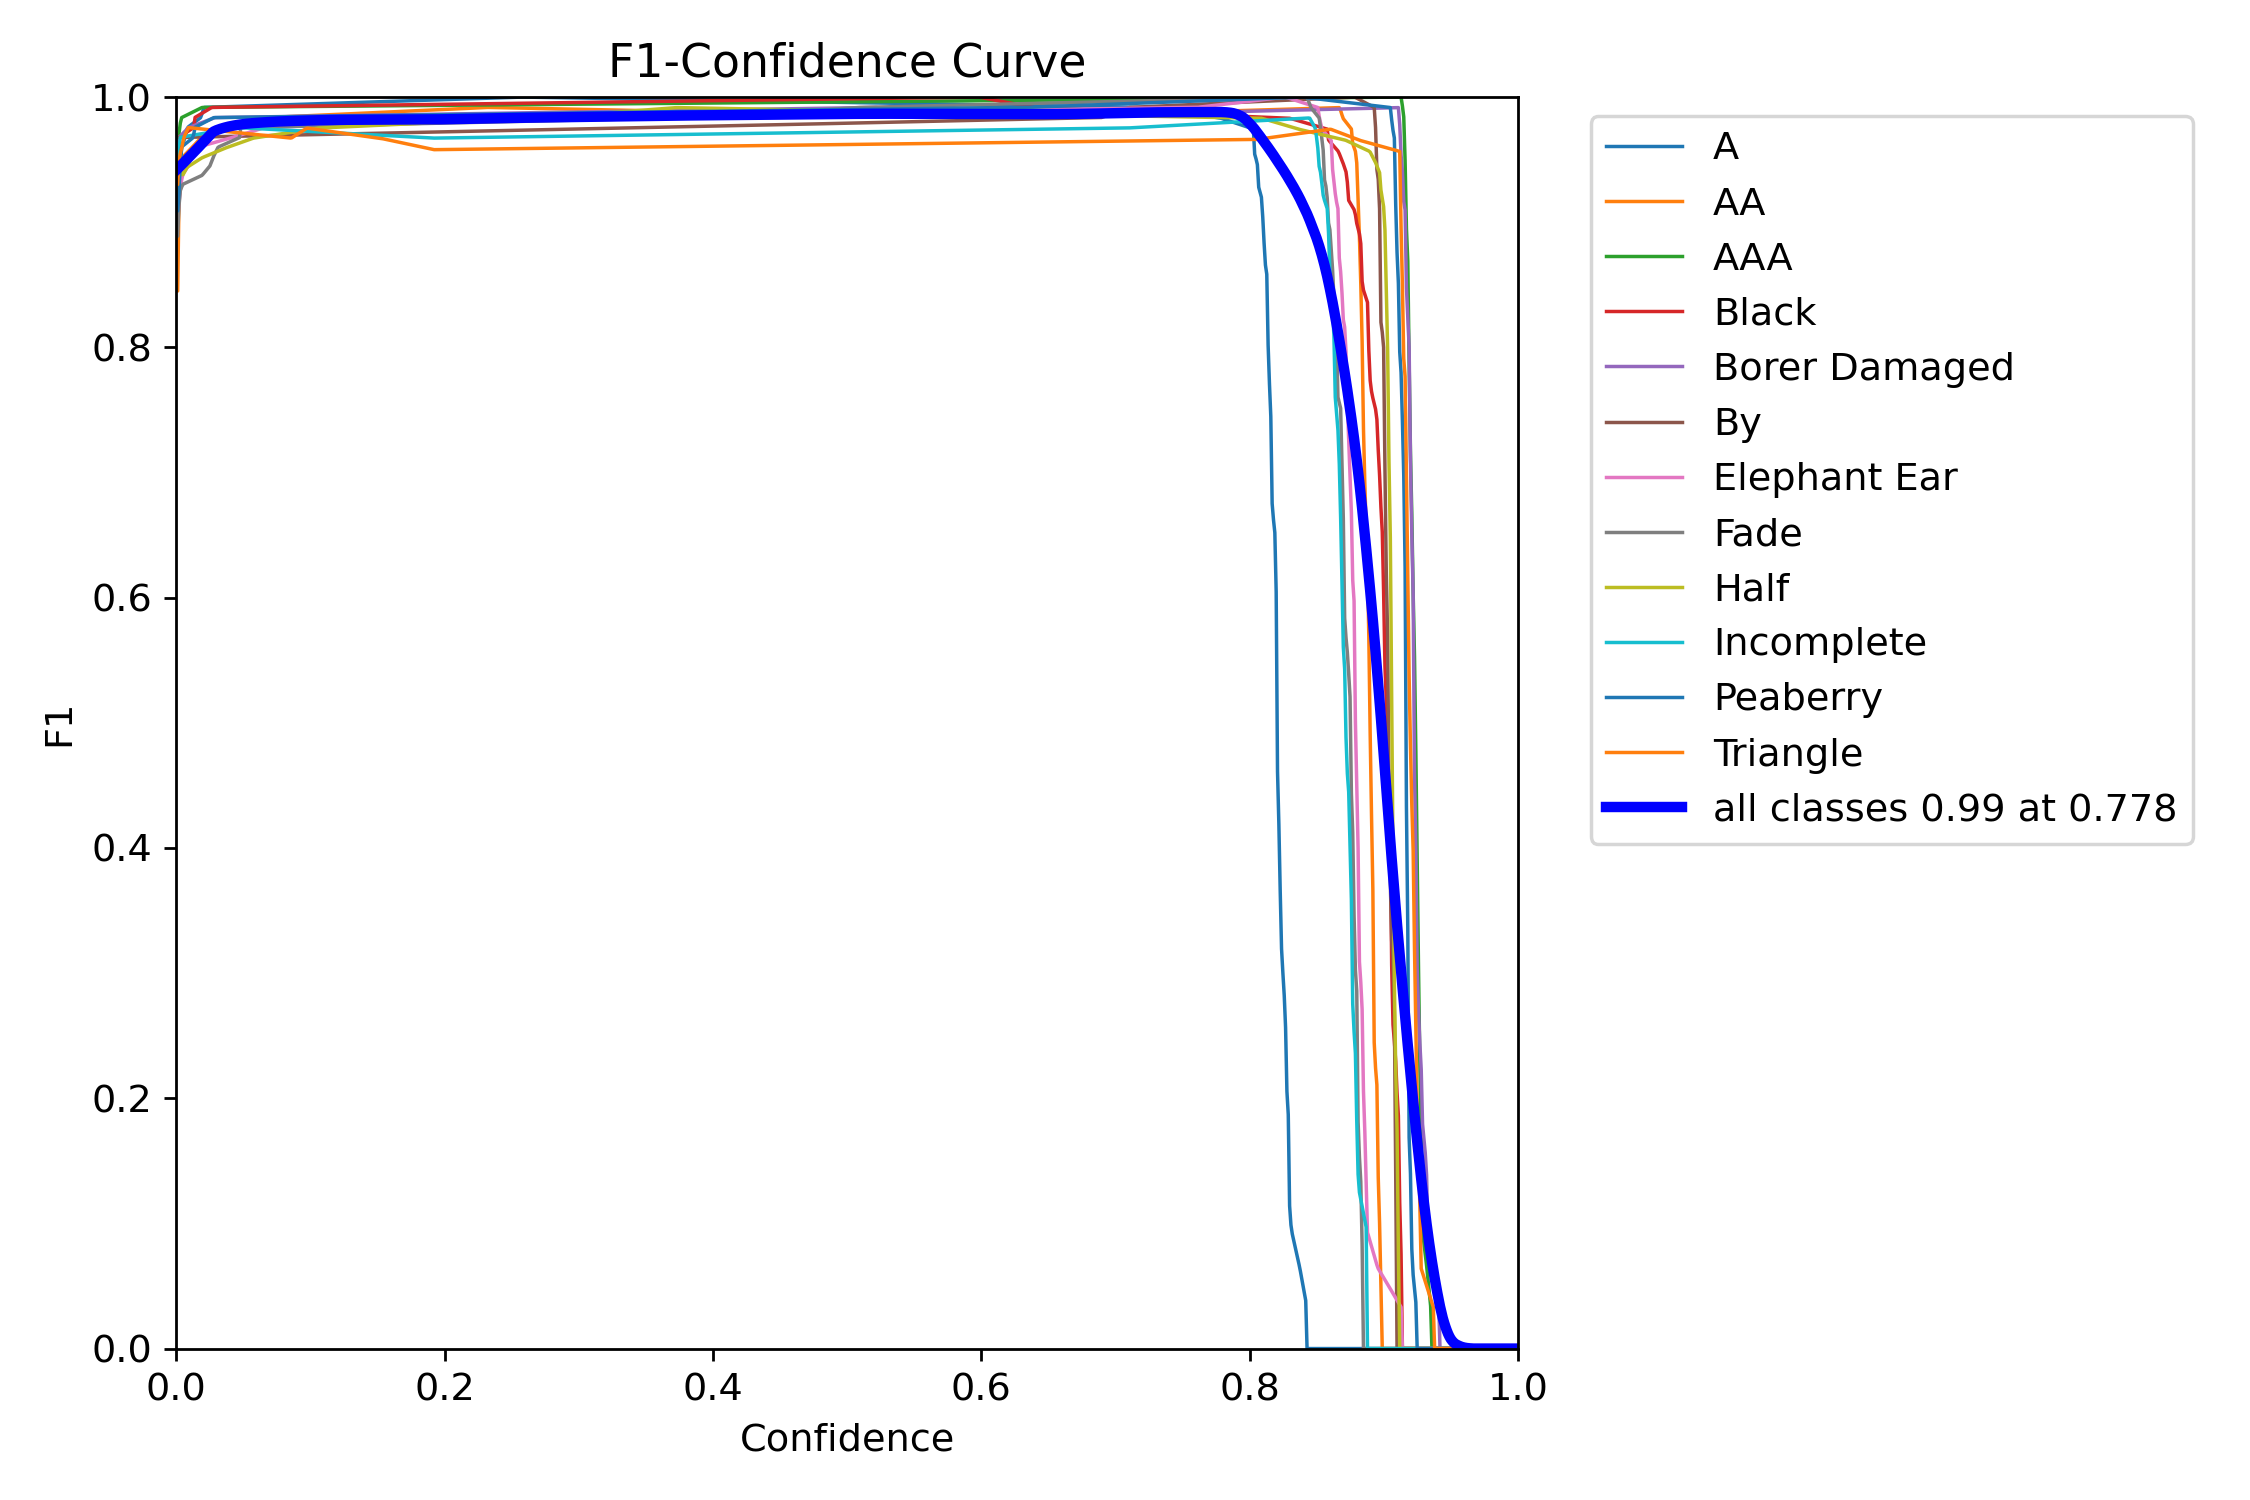 F1-Confidence Curve
1.0
0.8
0.6
0.4
0.2
0.0
F1
0.0 0.2 0.4 0.6 0.8 1.0
Confidence
A
AA
AAA
Black
Borer Damaged
By
Elephant Ear
Fade
Half
Incomplete
Peaberry
Triangle
all classes 0.99 at 0.778